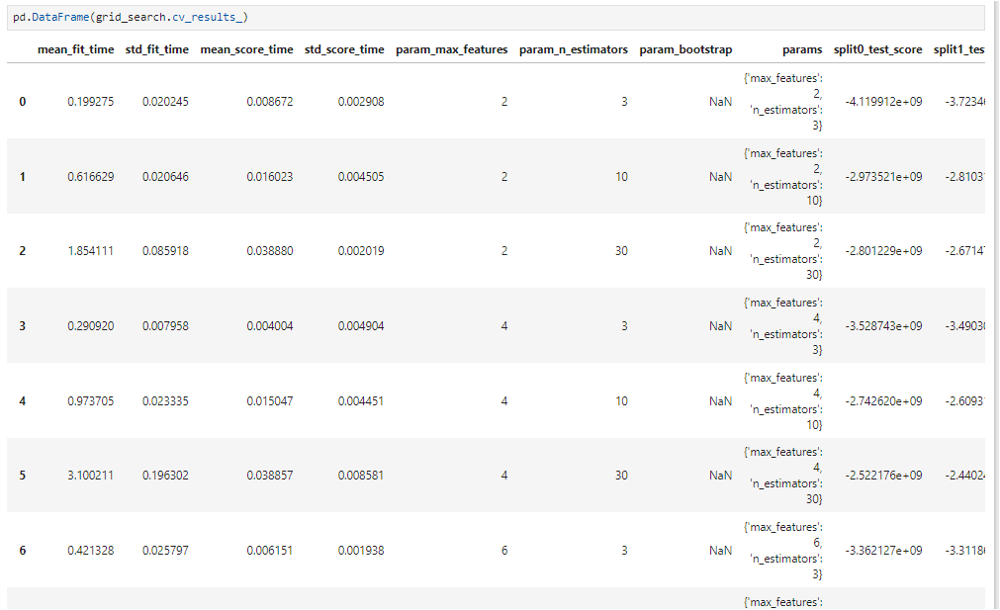 pd.DataFrame(grid_search.cv_results_)
mean_fit_time std_fit_time mean_score_time std_score_time param_max_features param_n_estimators param_bootstrap params split0_test_score split1_tes
{'max_features':
2,
0 0.199275 0.020245 0.008672 0.002908 2 3 NaN -4.119912e+09 -3.7234
'n_estimators':
3}
{'max_features':
2,
1 0.616629 0.020646 0.016023 0.004505 2 10 NaN -2.973521e+09 -2.8103
'n_estimators':
10}
{'max_features':
2,
2 1.854111 0.085918 0.038880 0.002019 2 30 NaN -2.801229e+09 -2.6714
'n_estimators':
30}
{'max_features':
4,
3 0.290920 0.007958 0.004004 0.004904 4 3 NaN -3.528743e+09 -3.4903
'n_estimators':
3}
{'max_features':
4,
4 0.973705 0.023335 0.015047 0.004451 4 10 NaN -2.742620e+09 -2.6093
'n_estimators':
10}
{'max_features':
4,
5 3.100211 0.196302 0.038857 0.008581 4 30 NaN -2.522176e+09 -2.4402
'n_estimators':
30}
{'max_features':
6,
6 0.421328 0.025797 0.006151 0.001938 6 3 NaN -3.362127e+09 -3.3118
'n_estimators':
3}
{'max_features':